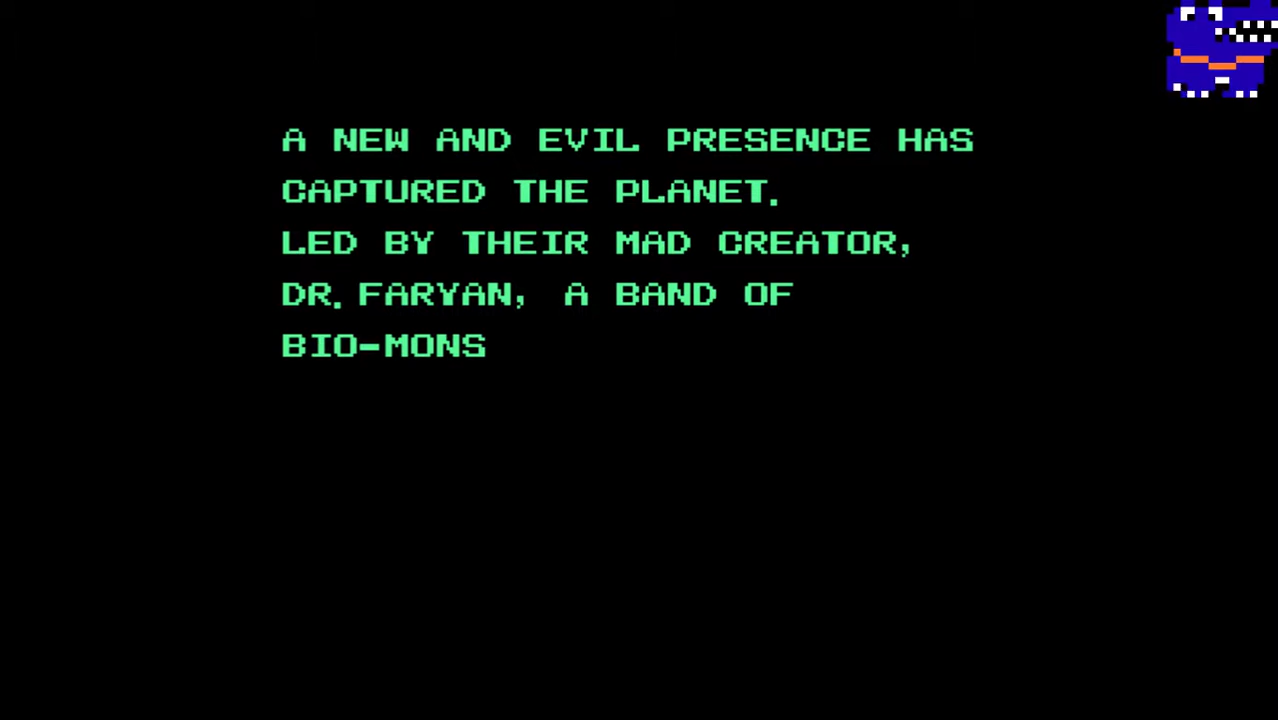 A NEW AND EVIL PRESENCE HAS
CAPTURED THE PLANET.
LED BY THEIR MAD CREATOR,
DR. FARYAN, A BAND OF
BIO-MONS